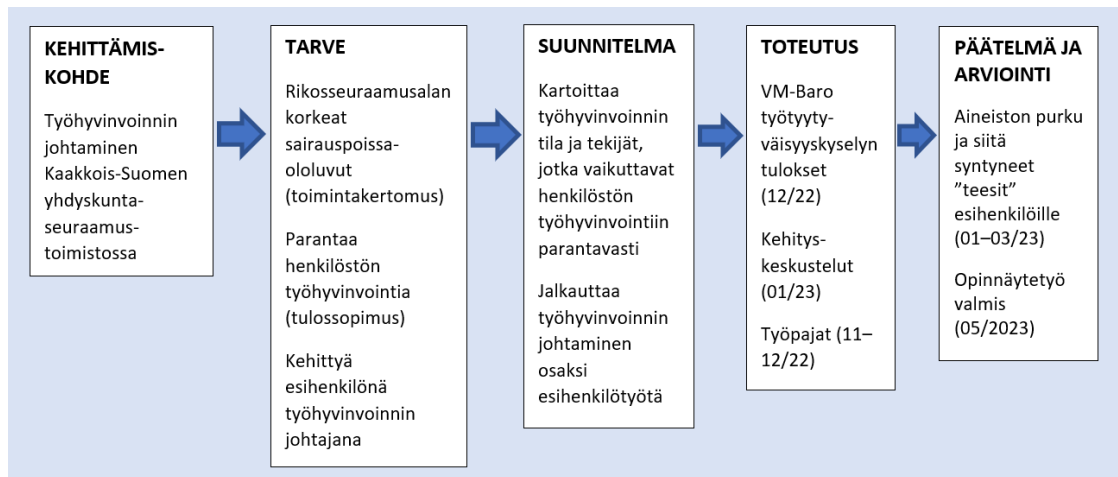 KEHITTÄMIS-
KOHDE
Työhyvinvoinnin
johtaminen
Kaakkois-Suomen
yhdyskunta-
seuraamus-
toimistossa
TARVE
Rikosseuraamusalan
korkeat
sairauspoissa-
ololuvut
(toimintakertomus)
Parantaa
henkilöstön
työhyvinvointia
(tulossopimus)
Kehittyä
esihenkilönä
työhyvinvoinnin
johtajana
SUUNNITELMA
Kartoittaa
työhyvinvoinnin
tila ja tekijät,
jotka vaikuttavat
henkilöstön
työhyvinvointiin
parantavasti
Jalkauttaa
työhyvinvoinnin
johtaminen
osaksi
esihenkilötyötä
TOTEUTUS
VM-Baro
työtyyty-
väisyyskyselyn
tulokset
(12/22)
Kehitys-
keskustelut
(01/23)
Työpajat (11–
12/22)
PÄÄTELMÄ JA
ARVIOINTI
Aineiston purku
ja siitä
syntyneet
”teesit”
esihenkilöille
(01–03/23)
Opinnäytetyö
valmis
(05/2023)